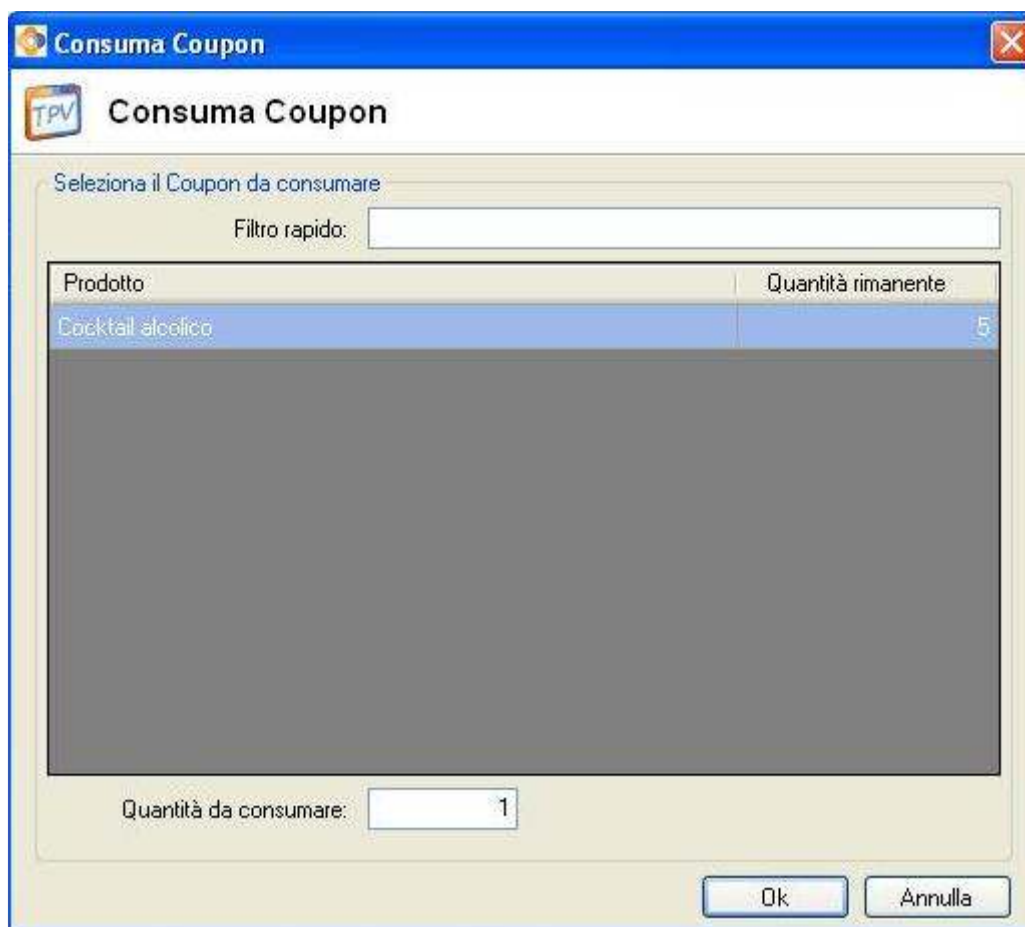 Consuma Coupon
TPV Consuma Coupon
Seleziona il Coupon da consumare
Filtro rapido:
Prodotto Quantità rimanente
Cocktail alcolico 5
Quantità da consumare: 1
Ok Annulla